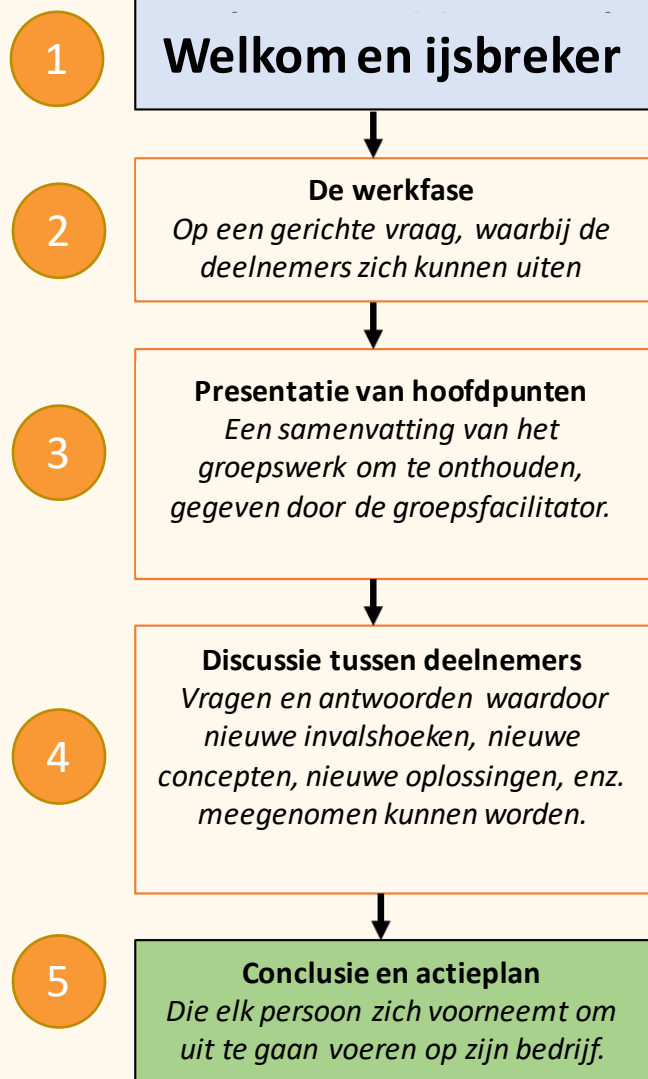 1
Welkom en ijsbreker
2
De werkfase
Op een gerichte vraag, waarbij de
deelnemers zich kunnen uiten
3
Presentatie van hoofdpunten
Een samenvatting van het
groepswerk om te onthouden,
gegeven door de groepsfacilitator.
4
Discussie tussen deelnemers
Vragen en antwoorden waardoor
nieuwe invalshoeken, nieuwe
concepten, nieuwe oplossingen, enz.
meegenomen kunnen worden.
5
Conclusie en actieplan
Die elk persoon zich voorneemt om
uit te gaan voeren op zijn bedrijf.